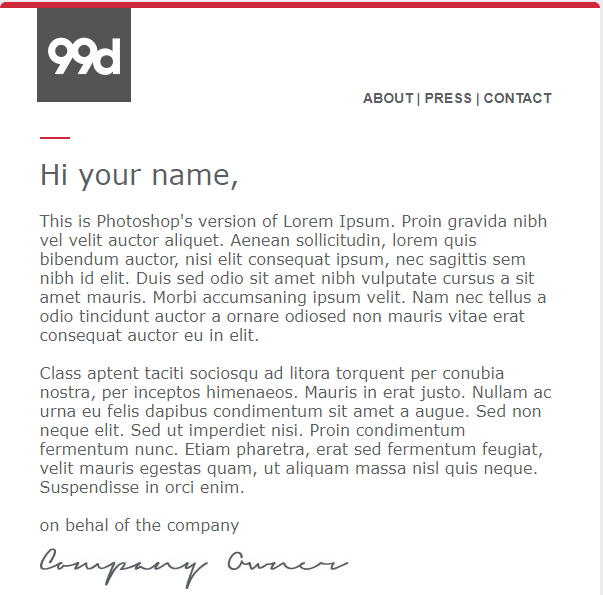 99d
ABOUT | PRESS | CONTACT
Hi your name,
This is Photoshop's version of Lorem Ipsum. Proin gravida nibh
vel velit auctor aliquet. Aenean sollicitudin, lorem quis
bibendum auctor, nisi elit consequat ipsum, nec sagittis sem
nibh id elit. Duis sed odio sit amet nibh vulputate cursus a sit
amet mauris. Morbi accumsaning ipsum velit. Nam nec tellus a
odio tincidunt auctor a ornare odiosed non mauris vitae erat
consequat auctor eu in elit.
Class aptent taciti sociosqu ad litora torquent per conubia
nostra, per inceptos himenaeos. Mauris in erat justo. Nullam ac
urna eu felis dapibus condimentum sit amet a augue. Sed non
neque elit. Sed ut imperdiet nisi. Proin condimentum
fermentum nunc. Etiam pharetra, erat sed fermentum feugiat,
velit mauris egestas quam, ut aliquam massa nisl quis neque.
Suspendisse in orci enim.
on behal of the company
Company Owner